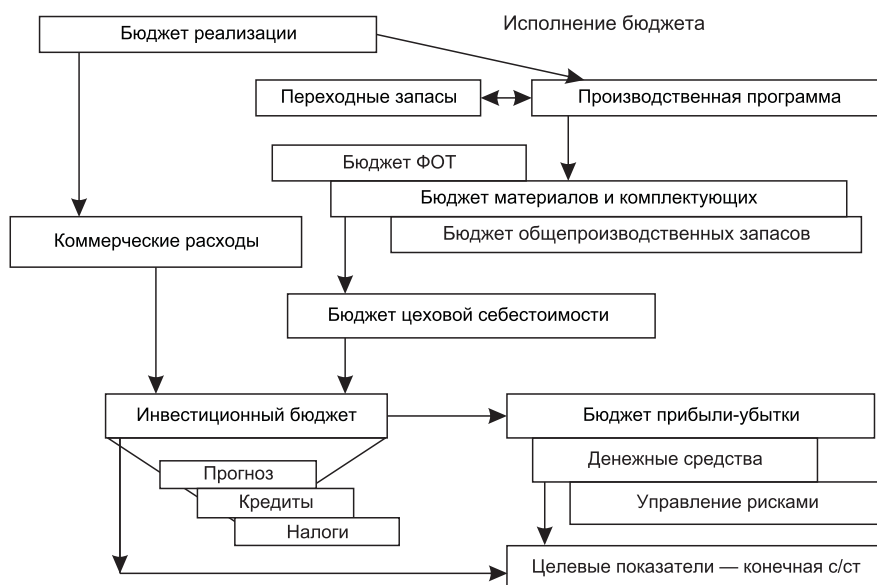 Исполнение бюджета
Бюджет реализации
Переходные запасы
Производственная программа
Бюджет ФОТ
Бюджет материалов и комплектующих
Бюджет общепроизводственных запасов
Коммерческие расходы
Бюджет цеховой себестоимости
Инвестиционный бюджет
Бюджет прибыли-убытки
Прогноз
Кредиты
Налоги
Денежные средства
Управление рисками
Целевые показатели — конечная с/ст